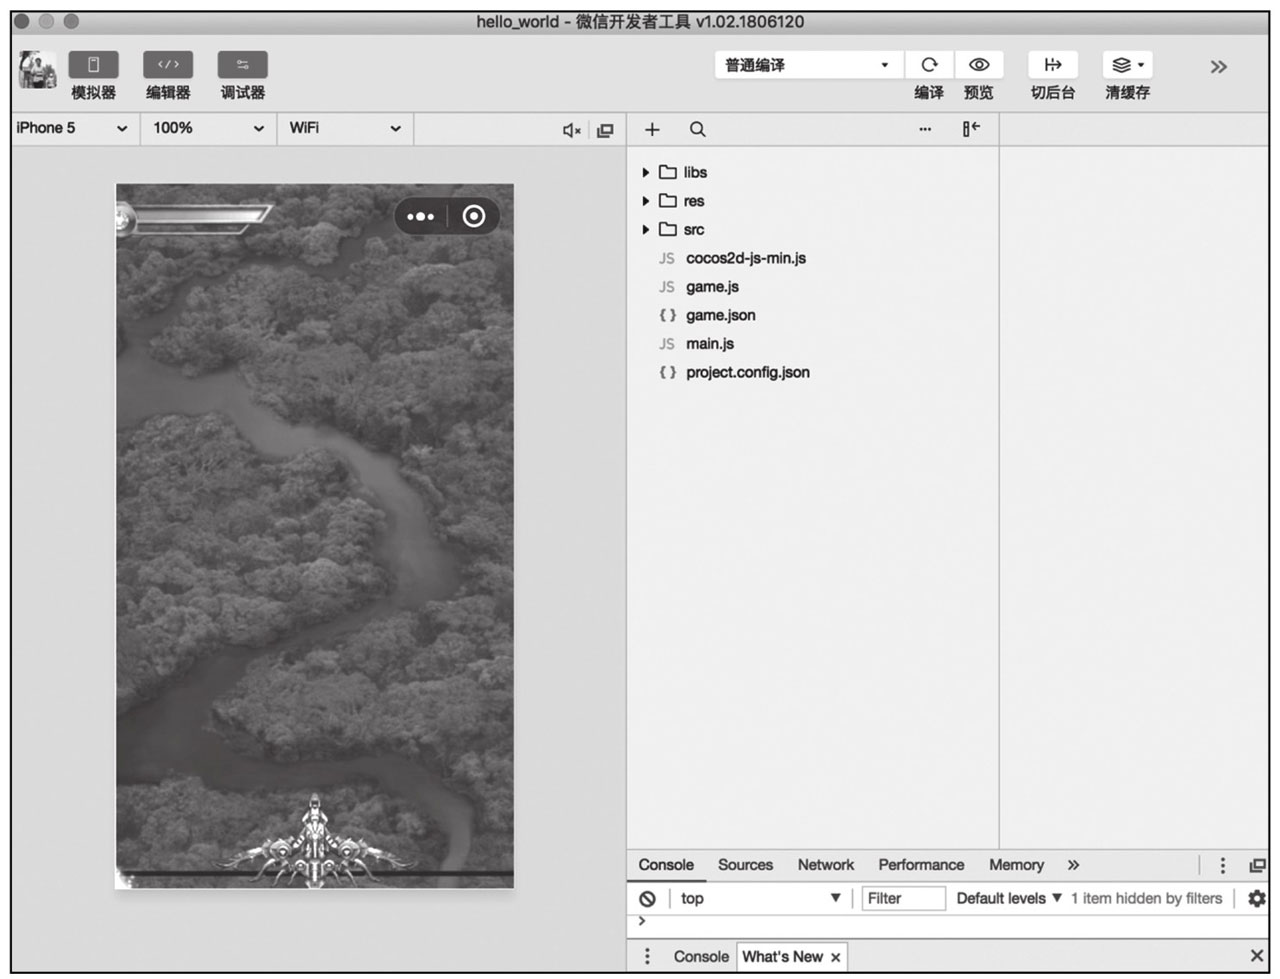 hello_world - 微信开发者工具 v1.02.1806120
普通编译
模拟器 编辑器 调试器 编译 预览 切后台 清缓存
iPhone 5 100% WiFi
libs
res
src
JS cocos2d-js-min.js
JS game.js
{ } game.json
JS main.js
{ } project.config.json
Console Sources Network Performance Memory
top Filter Default levels 1 item hidden by filters
Console What's New